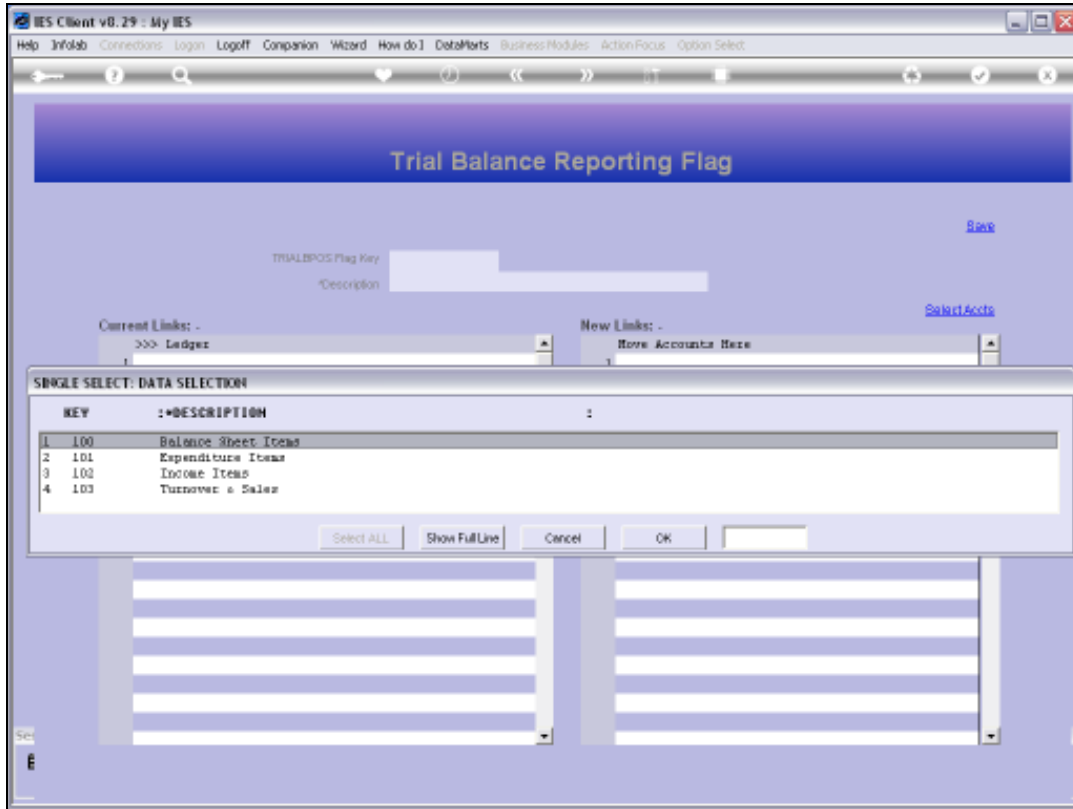 IES Client v8.29 : My IES
Help Infolab Connections Logon Logoff Companion Wizard How do I DataMarts Business Modules Action Focus Option Select
Trial Balance Reporting Flag
Save
TRIALBPOS Flag Key
*Description
Select Accts
Current Links: -
New Links: -
>>> Ledger
Move Accounts Here
1
1
SINGLE SELECT: DATA SELECTION
KEY :*DESCRIPTION :
1 100 Balance Sheet Items
2 101 Expenditure Items
3 102 Income Items
4 103 Turnover & Sales
Select ALL Show Full Line Cancel OK